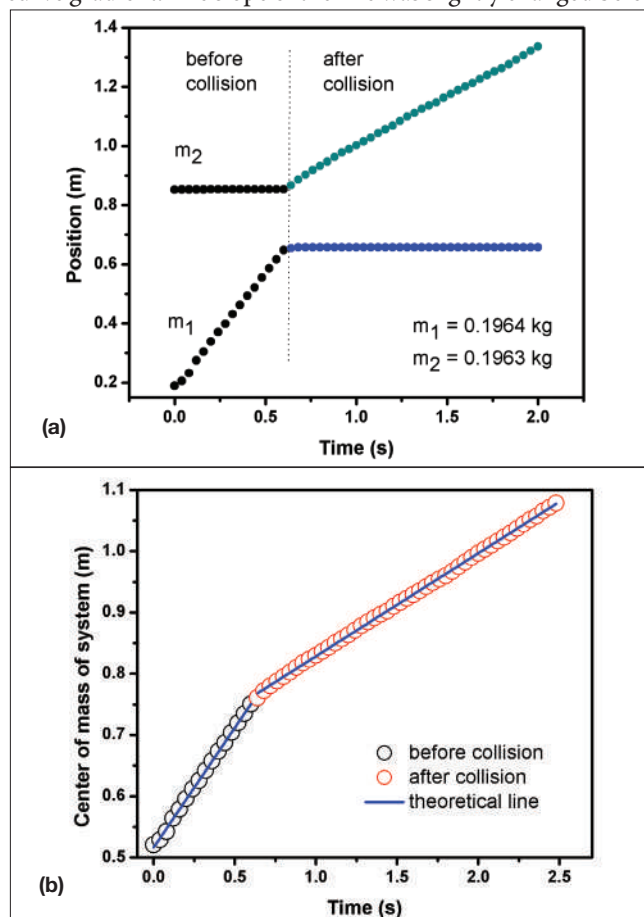 1.4
before
collision
after
collision
1.2
1.0
m2
0.8
Position (m)
0.6
0.4
m1
m1 = 0.1964 kg
m2 = 0.1963 kg
0.2
0.0 0.5 1.0 1.5 2.0
(a)
Time (s)
1.1
1.0
0.9
0.8
Center of mass of system (m)
0.7
before collision
after collision
0.6
theoretical line
0.5
0.0 0.5 1.0 1.5 2.0 2.5
(b)
Time (s)